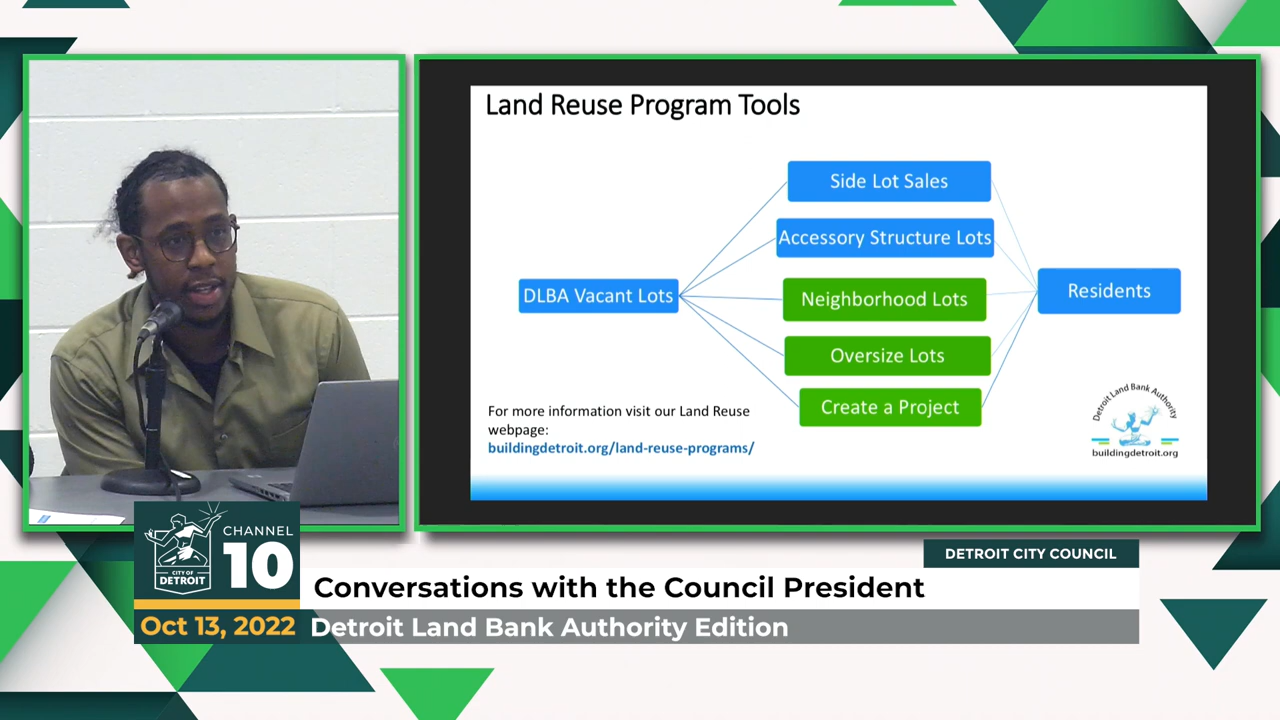 Land Reuse Program Tools
Side Lot Sales
Accessory Structure Lots
DLBA Vacant Lots
Neighborhood Lots
Residents
Oversize Lots
Create a Project
For more information visit our Land Reuse
webpage:
buildingdetroit.org/land-reuse-programs/
Detroit Land Bank Authority
buildingdetroit.org
CITY OF
DETROIT
CHANNEL
10
DETROIT CITY COUNCIL
Conversations with the Council President
Oct 13, 2022
Detroit Land Bank Authority Edition